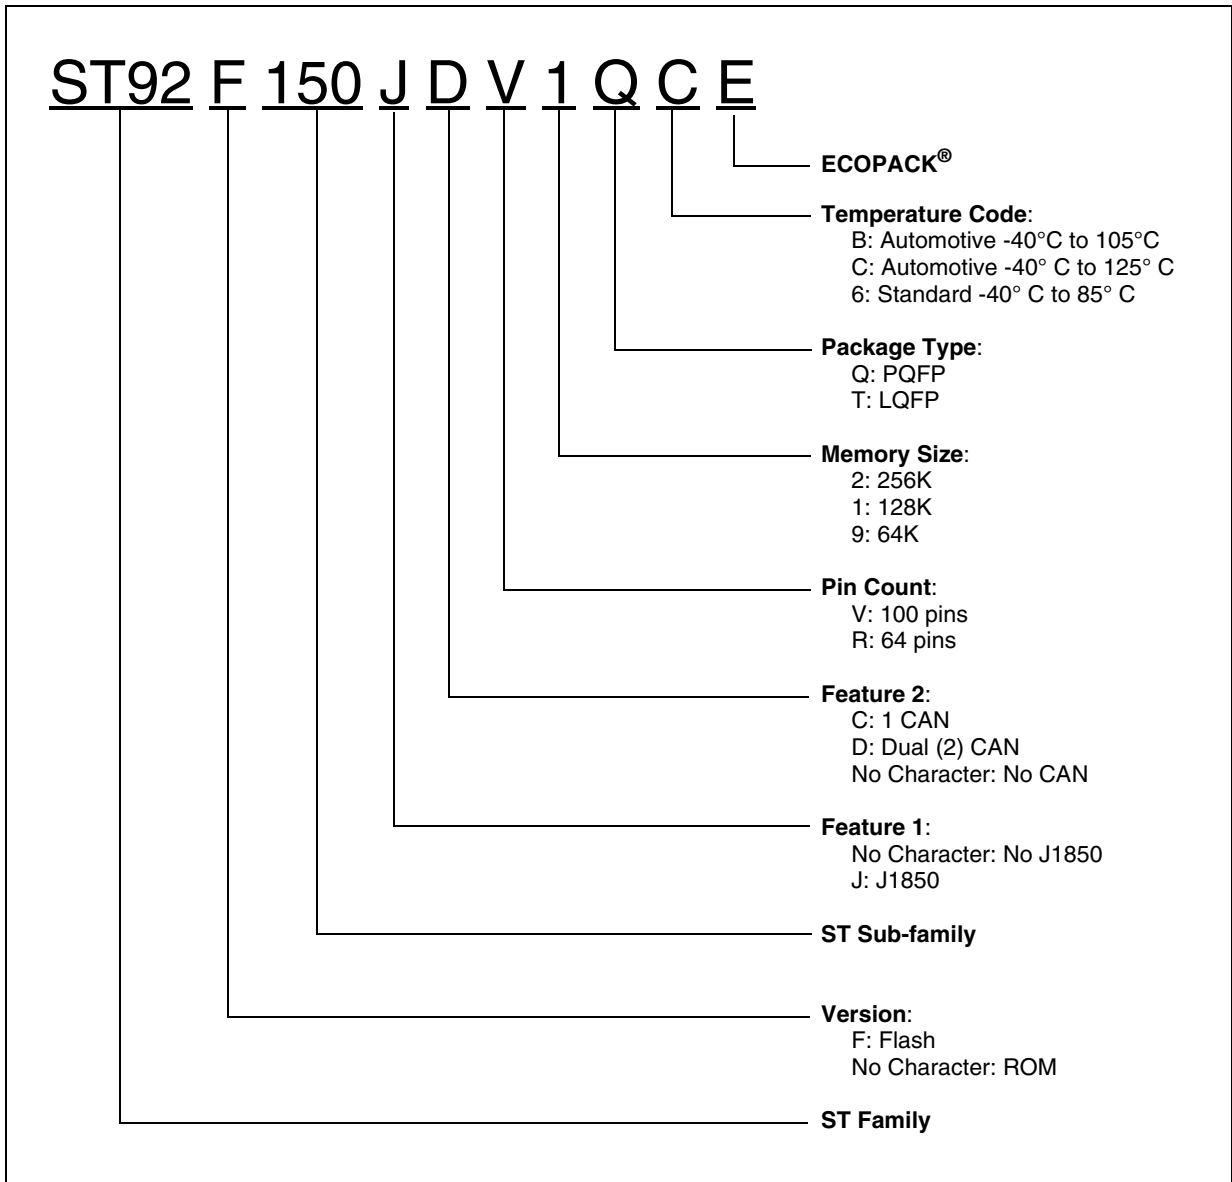 ST92 F 150 J D V 1 Q C E
ECOPACK®
Temperature Code:
B: Automotive -40°C to 105°C
C: Automotive -40° C to 125° C
6: Standard -40° C to 85° C
Package Type:
Q: PQFP
T: LQFP
Memory Size:
2: 256K
1: 128K
9: 64K
Pin Count:
V: 100 pins
R: 64 pins
Feature 2:
C: 1 CAN
D: Dual (2) CAN
No Character: No CAN
Feature 1:
No Character: No J1850
J: J1850
ST Sub-family
Version:
F: Flash
No Character: ROM
ST Family